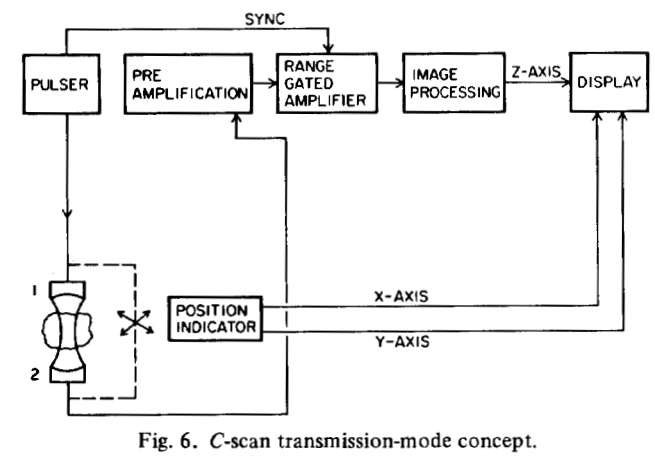 SYNC
PULSER
PRE
AMPLIFICATION
RANGE
GATED
AMPLIFIER
IMAGE
PROCESSING
Z-AXIS
DISPLAY
1
2
POSITION
INDICATOR
X-AXIS
Y-AXIS
Fig. 6. C-scan transmission-mode concept.